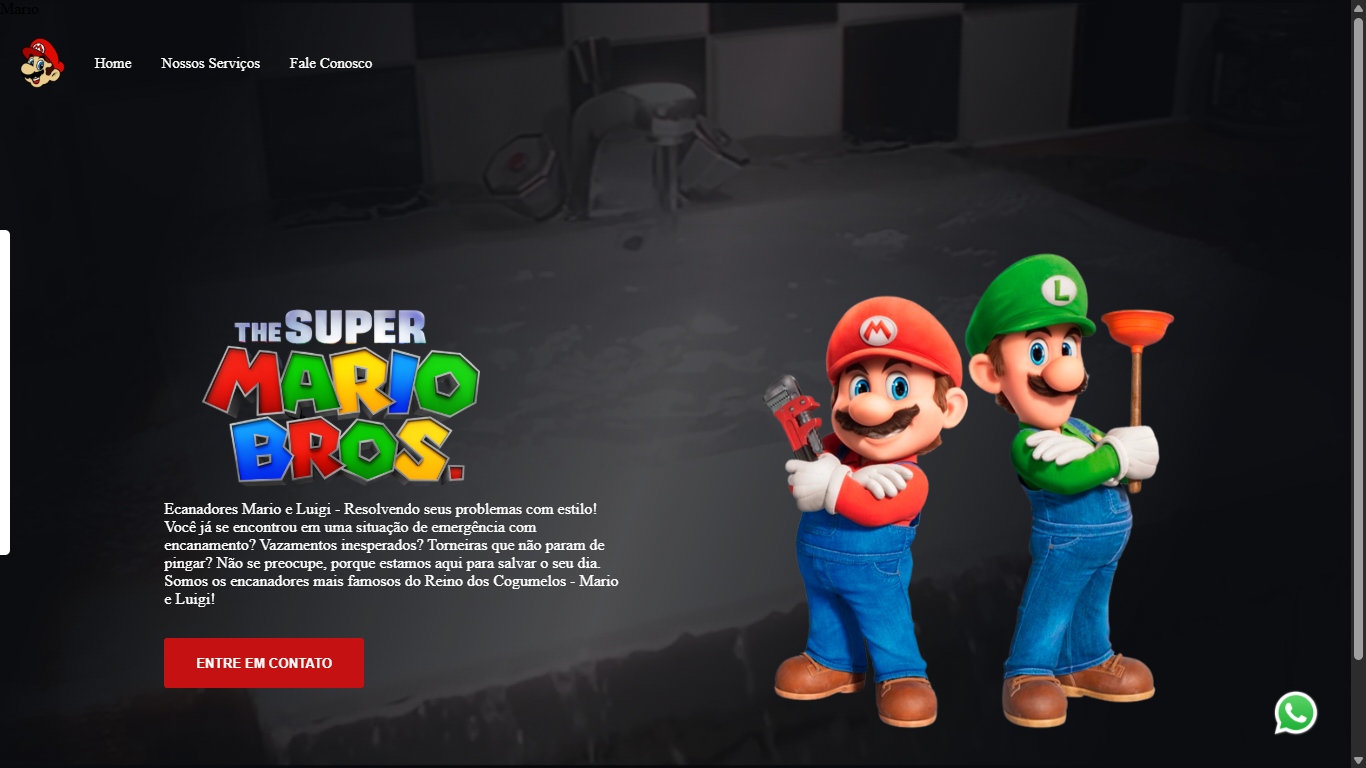 Mario
Home
Nossos Serviços
Fale Conosco
THE SUPER
MARIO
BROS.
Ecanadores Mario e Luigi - Resolvendo seus problemas com estilo!
Você já se encontrou em uma situação de emergência com
encanamento? Vazamentos inesperados? Torneiras que não param de
pingar? Não se preocupe, porque estamos aqui para salvar o seu dia.
Somos os encanadores mais famosos do Reino dos Cogumelos - Mario
e Luigi!
ENTRE EM CONTATO
M
L